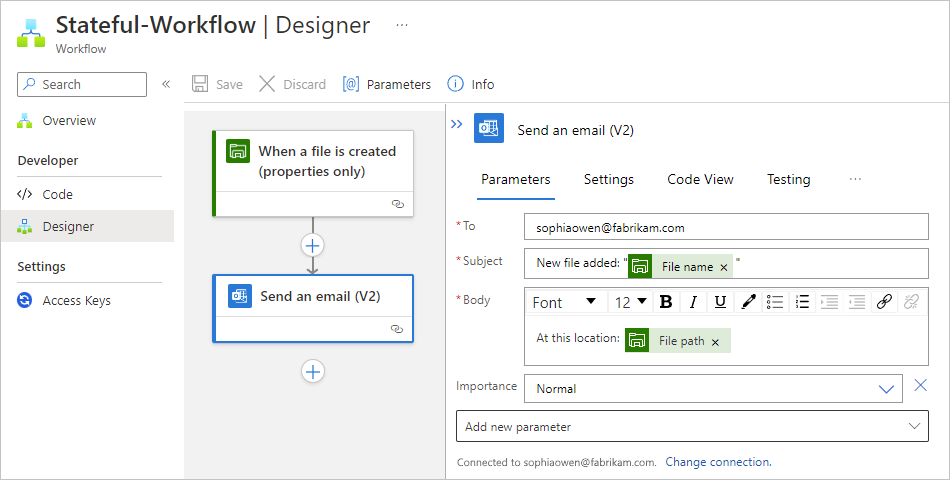 Stateful-Workflow | Designer ...
Workflow
Search «
Save Discard [@] Parameters Info
Overview
Developer
</> Code
Designer
Settings
Access Keys
When a file is created
(properties only)
Send an email (V2)
» Send an email (V2)
Parameters Settings Code View Testing ...
* To sophiaowen@fabrikam.com
* Subject New file added: "File name × "
* Body Font 12 B I U
At this location: File path ×
Importance Normal
Add new parameter
Connected to sophiaowen@fabrikam.com. Change connection.